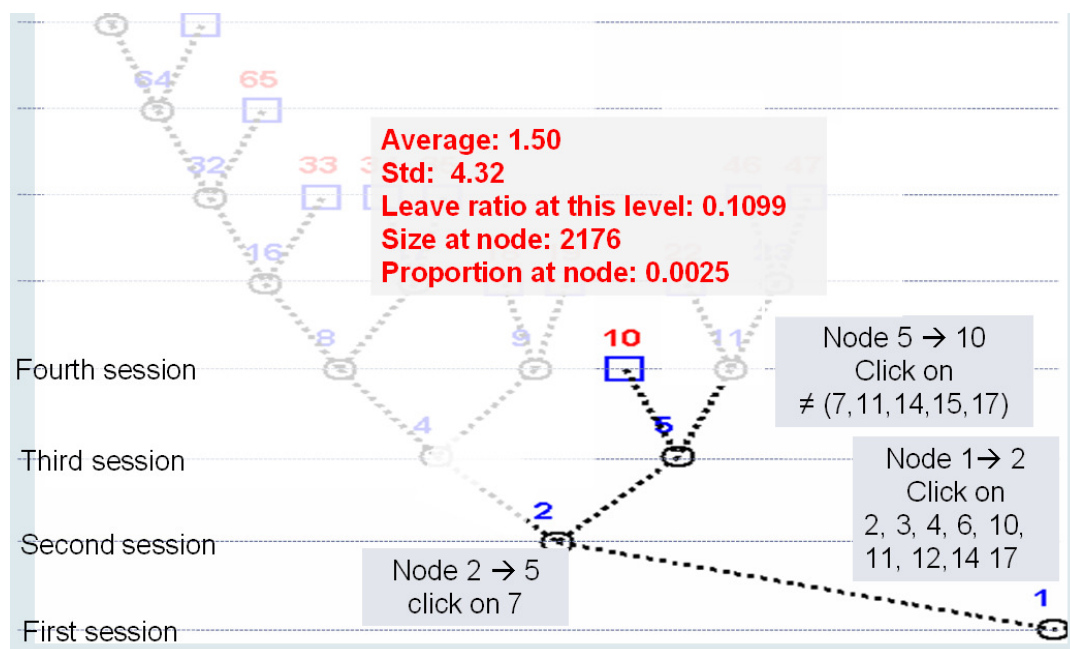 64
65
Average: 1.50
Std: 4.32
Leave ratio at this level: 0.1099
Size at node: 2176
Proportion at node: 0.0025
32
33
46
47
16
8
9
10
11
Node 5 → 10
Click on
≠ (7,11,14,15,17)
Fourth session
4
5
Third session
Node 1→ 2
Click on
2, 3, 4, 6, 10,
11, 12,14 17
2
Second session
Node 2 → 5
click on 7
1
First session